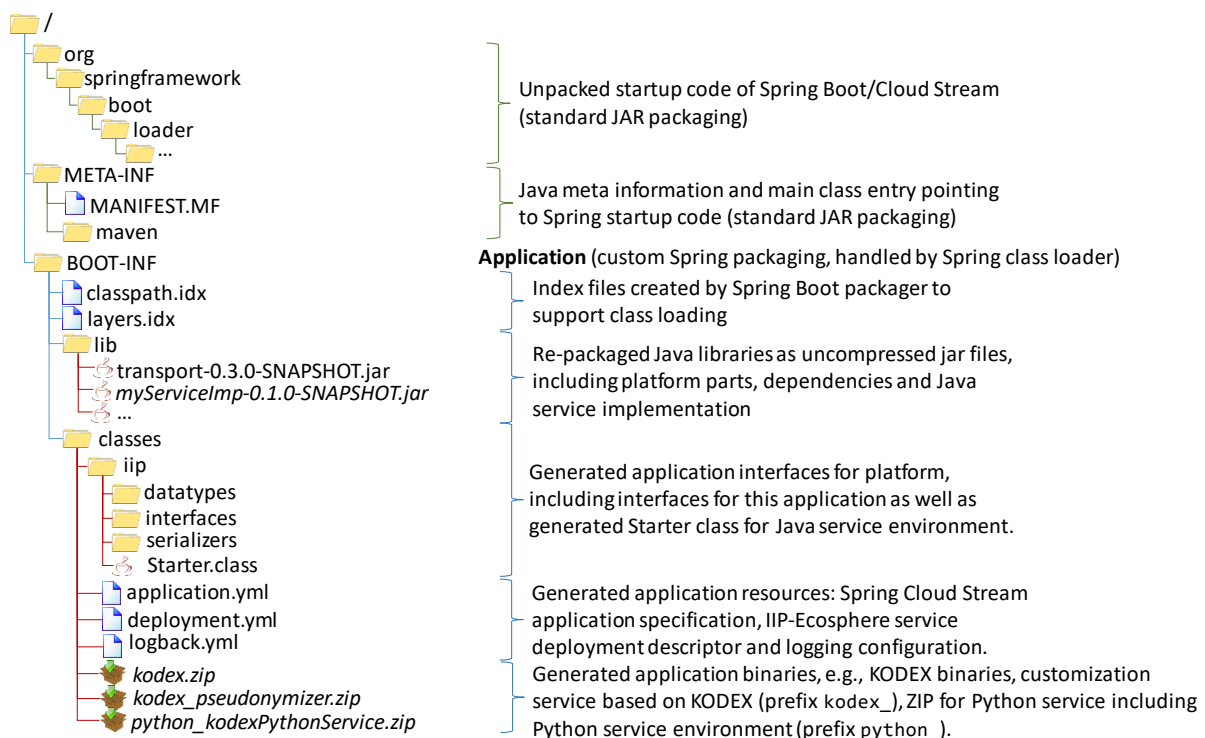 /
org
springframework
boot
loader
...
Unpacked startup code of Spring Boot/Cloud Stream
(standard JAR packaging)
META-INF
MANIFEST.MF
maven
Java meta information and main class entry pointing
to Spring startup code (standard JAR packaging)
BOOT-INF
Application (custom Spring packaging, handled by Spring class loader)
classpath.idx
layers.idx
Index files created by Spring Boot packager to
support class loading
lib
transport-0.3.0-SNAPSHOT.jar
myServiceImp-0.1.0-SNAPSHOT.jar
...
Re-packaged Java libraries as uncompressed jar files,
including platform parts, dependencies and Java
service implementation
classes
iip
datatypes
interfaces
serializers
Starter.class
Generated application interfaces for platform,
including interfaces for this application as well as
generated Starter class for Java service environment.
application.yml
deployment.yml
logback.yml
Generated application resources: Spring Cloud Stream
application specification, IIP-Ecosphere service
deployment descriptor and logging configuration.
kodex.zip
kodex_pseudonymizer.zip
python_kodexPythonService.zip
Generated application binaries, e.g., KODEX binaries, customization
service based on KODEX (prefix kodex_), ZIP for Python service including
Python service environment (prefix python_).